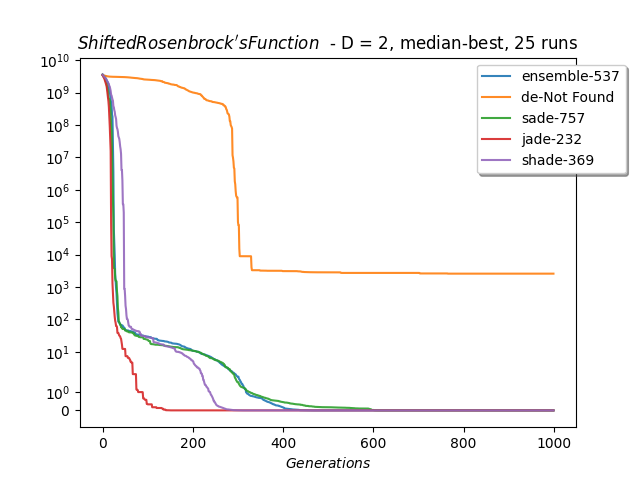 ShiftedRosenbrock'sFunction - D = 2, median-best, 25 runs
10^10
10^9
10^8
10^7
10^6
10^5
10^4
10^3
10^2
10^1
10^0
0
ensemble-537
de-Not Found
sade-757
jade-232
shade-369
0 200 400 600 800 1000
Generations